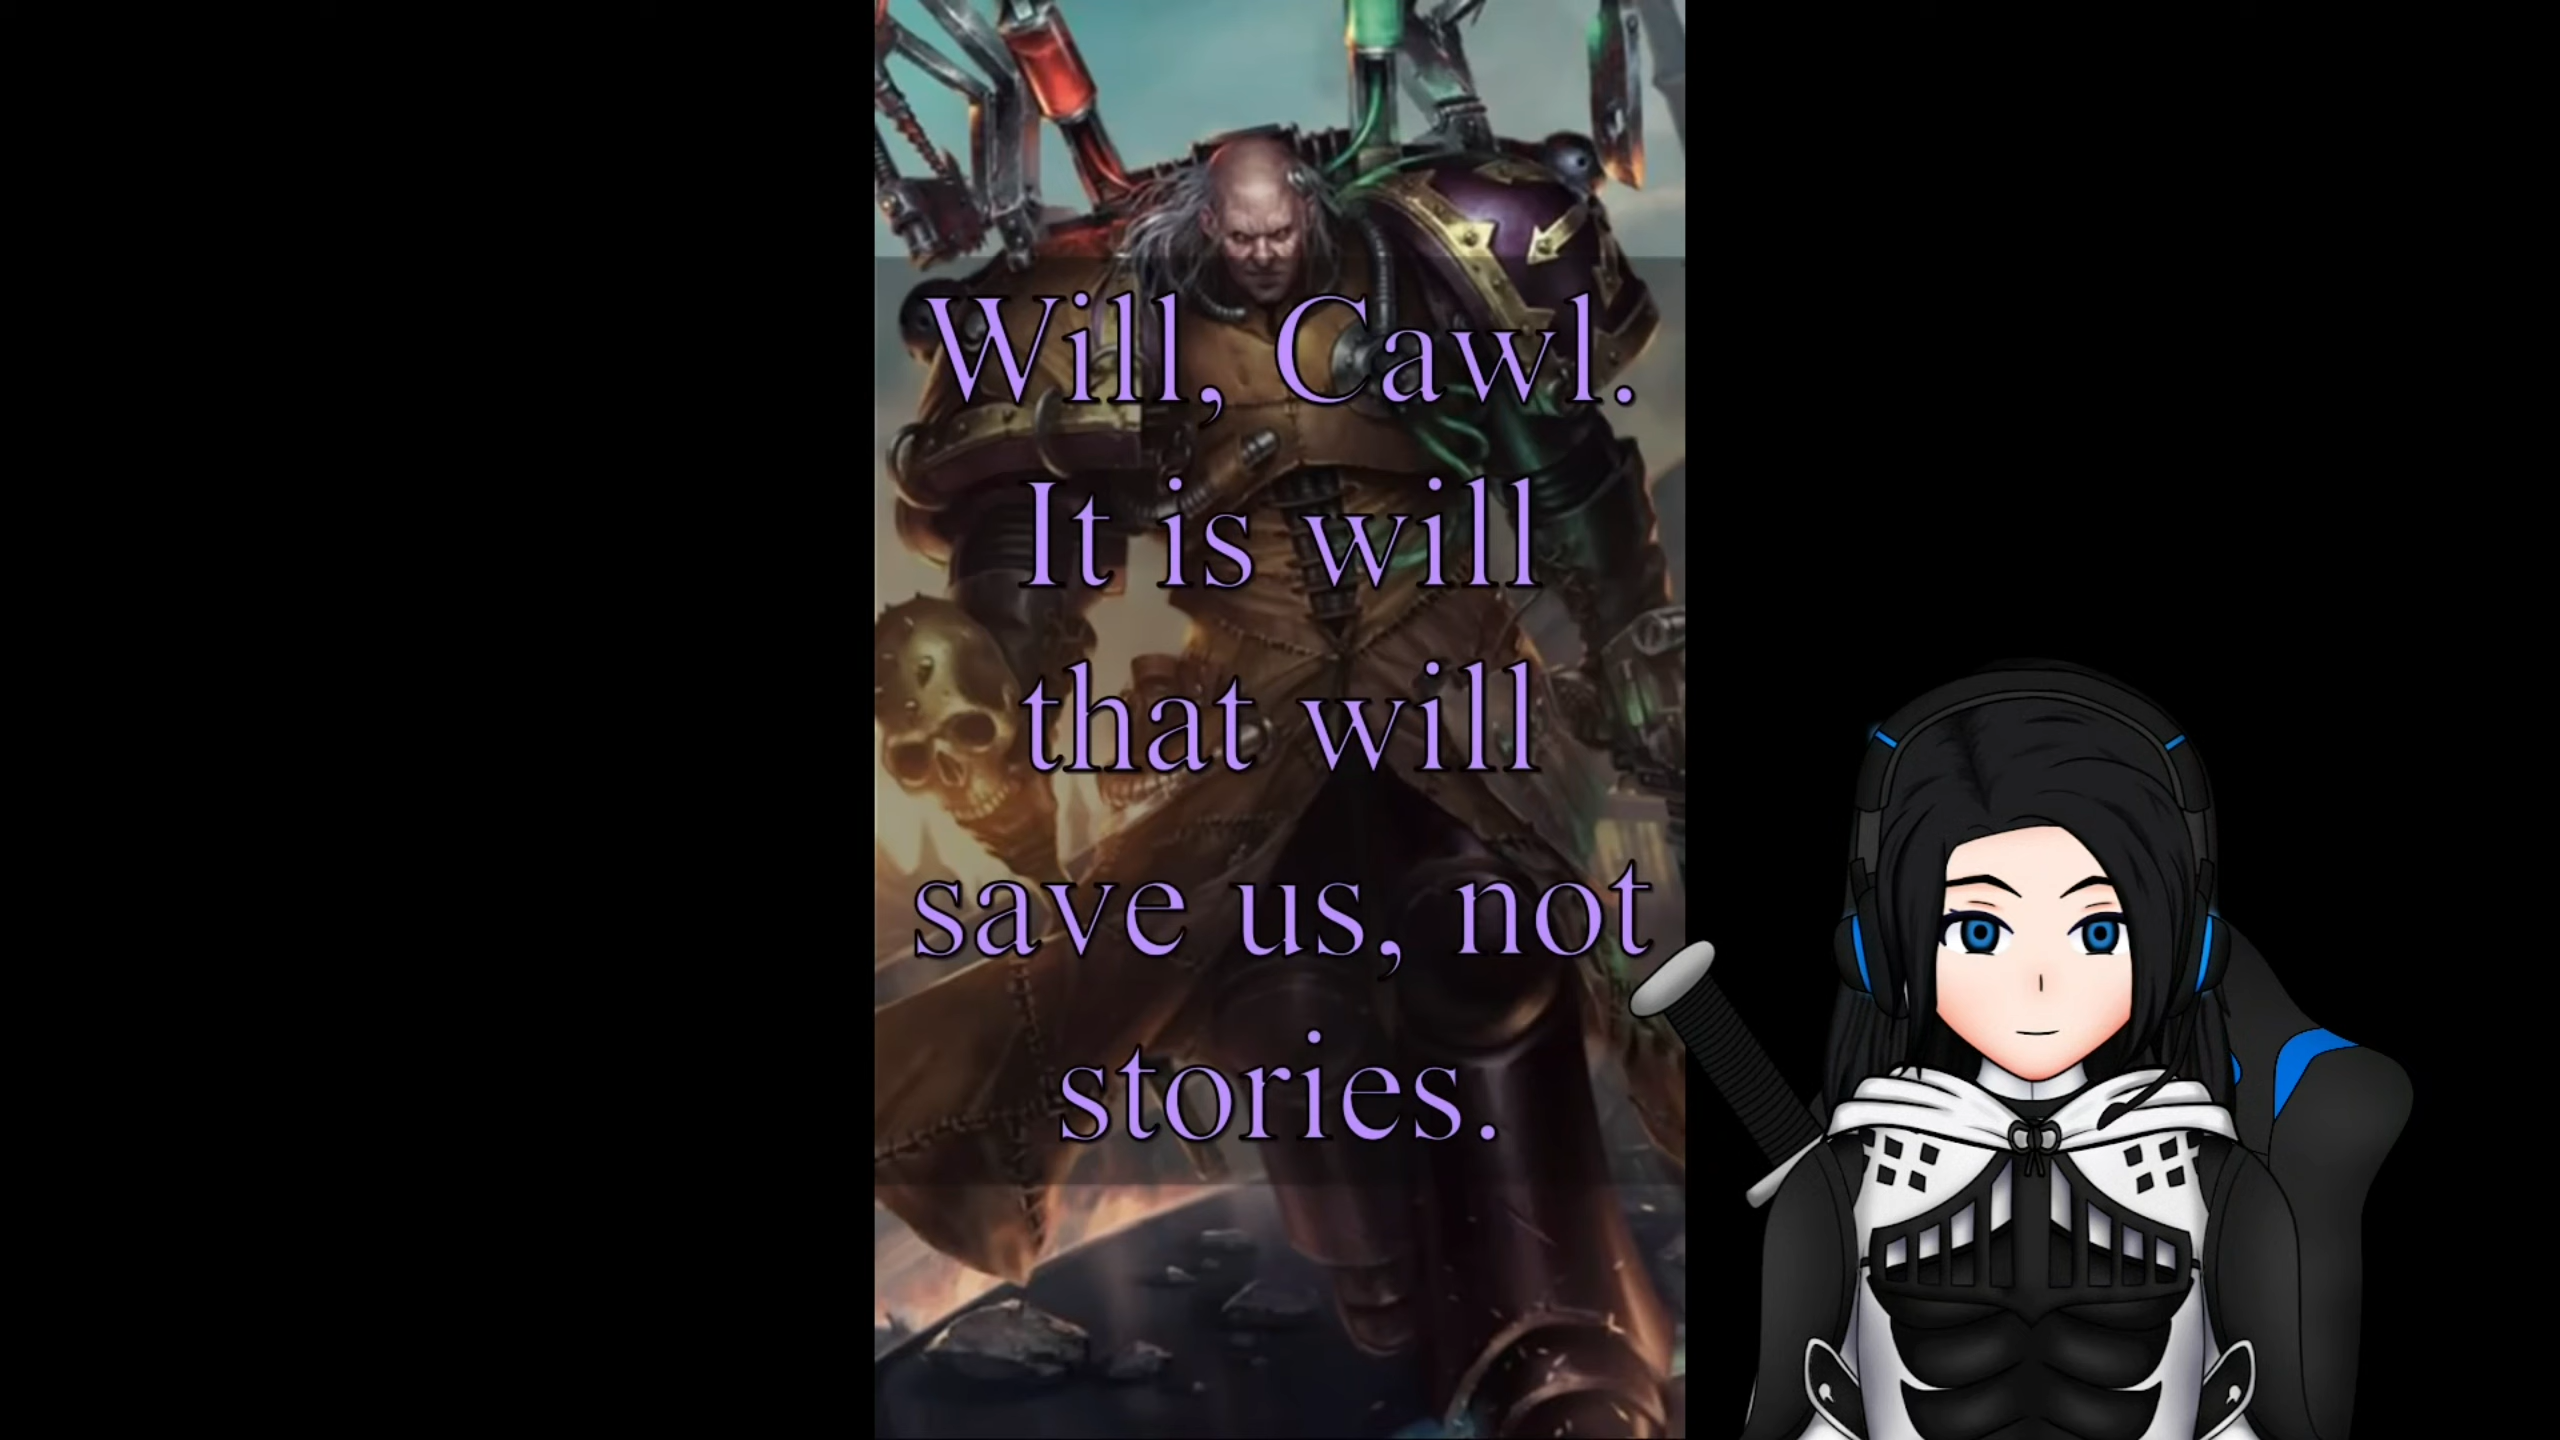 Will, Cawl.
It is will
that will
save us, not
stories.